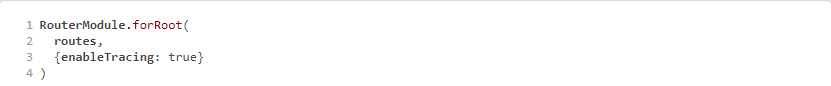 1 RouterModule.forRoot(
2   routes,
3   {enableTracing: true}
4 )